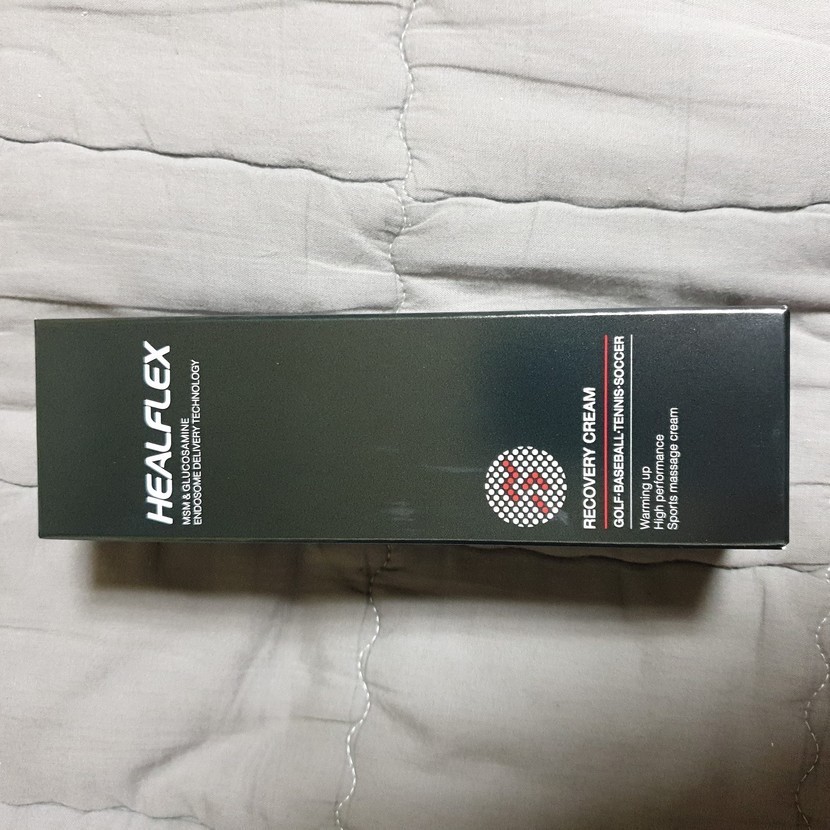 HEALFLEX
MSM & GLUCOSAMINE
ENDOSOME DELIVERY TECHNOLOGY
RECOVERY CREAM
GOLF·BASEBALL·TENNIS·SOCCER
Warming up
High performance
Sports massage cream